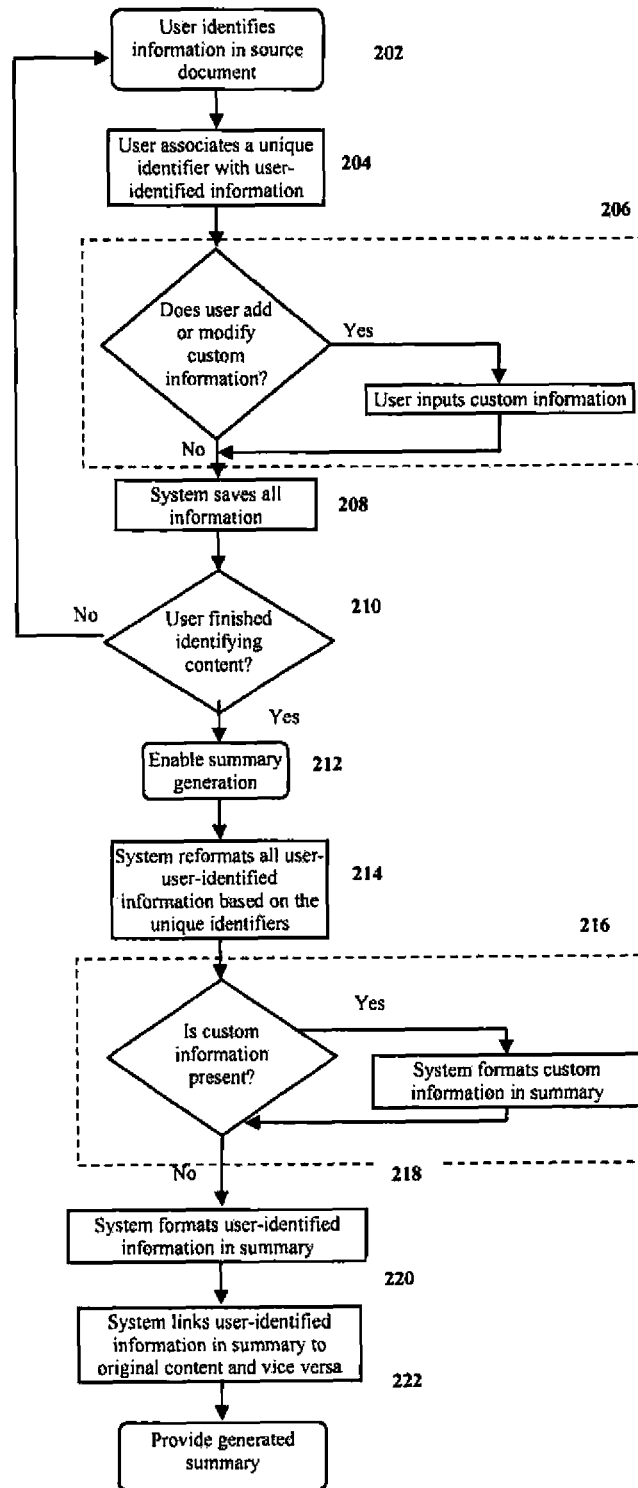 User identifies
information in source
document
202
User associates a unique
identifier with user-
identified information
204
206
Does user add
or modify
custom
information?
Yes
User inputs custom information
No
System saves all
information
208
210
No
User finished
identifying
content?
Yes
Enable summary
generation
212
System reformats all user-
user-identified
information based on the
unique identifiers
214
216
Yes
Is custom
information
present?
System formats custom
information in summary
No
218
System formats user-identified
information in summary
220
System links user-identified
information in summary to
original content and vice versa
222
Provide generated
summary